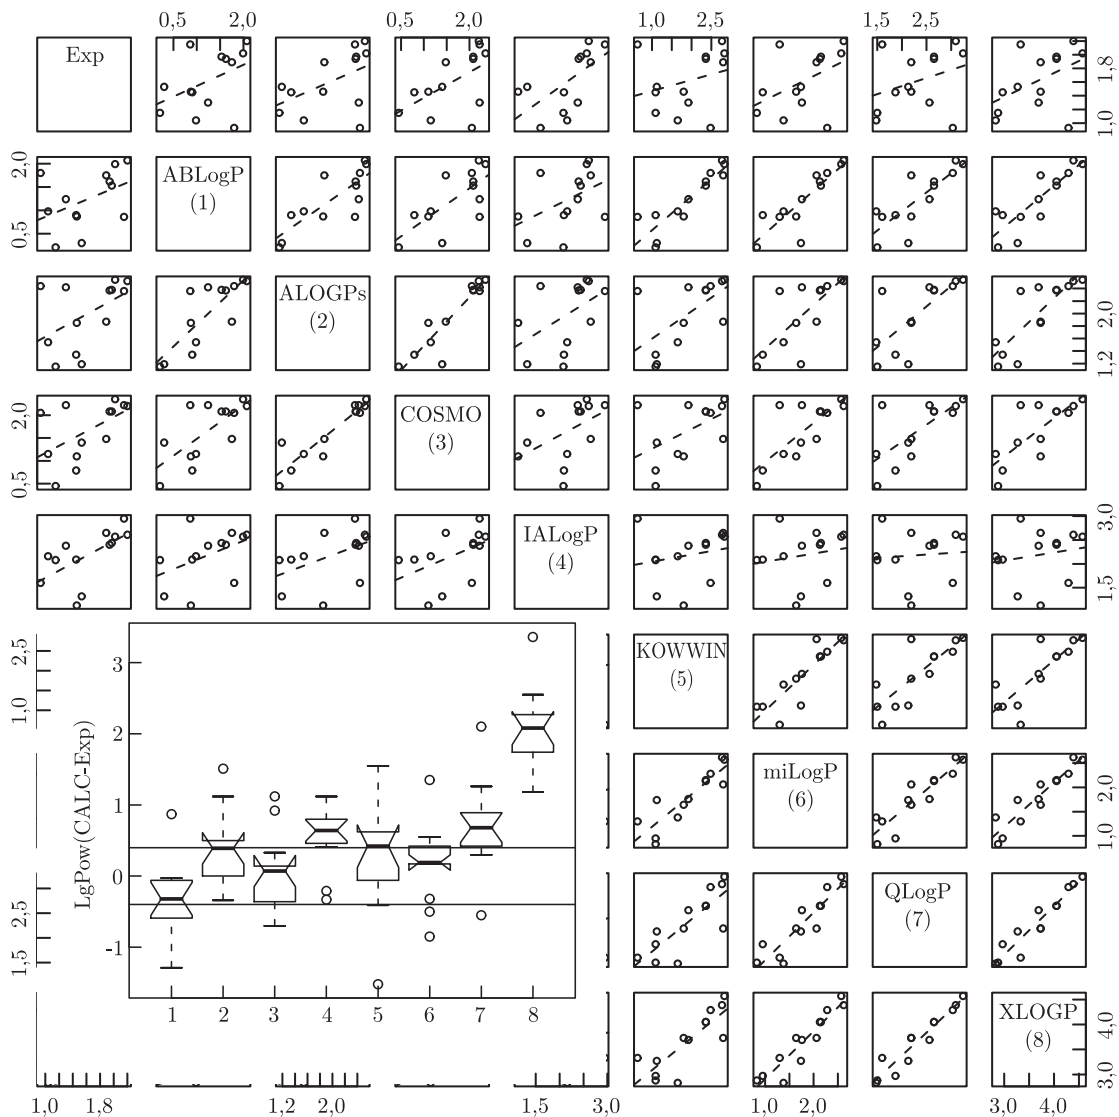 0,5 2,0 0,5 2,0 1,0 2,5 1,5 2,5
Exp
1,0 1,8
ABLogP
(1)
0,5 2,0
ALOGPs
(2)
1,2 2,0
COSMO
(3)
0,5 2,0
IALogP
(4)
1,5 3,0
KOWWIN
(5)
1,0 2,5
miLogP
(6)
1,0 2,0
QLogP
(7)
1,5 2,5
XLOGP
(8)
3,0 4,0
LgPow(CALC-Exp)
3
2
1
0
-1
1 2 3 4 5 6 7 8
1,0 1,8 1,2 2,0 1,5 3,0 1,0 2,0 3,0 4,0